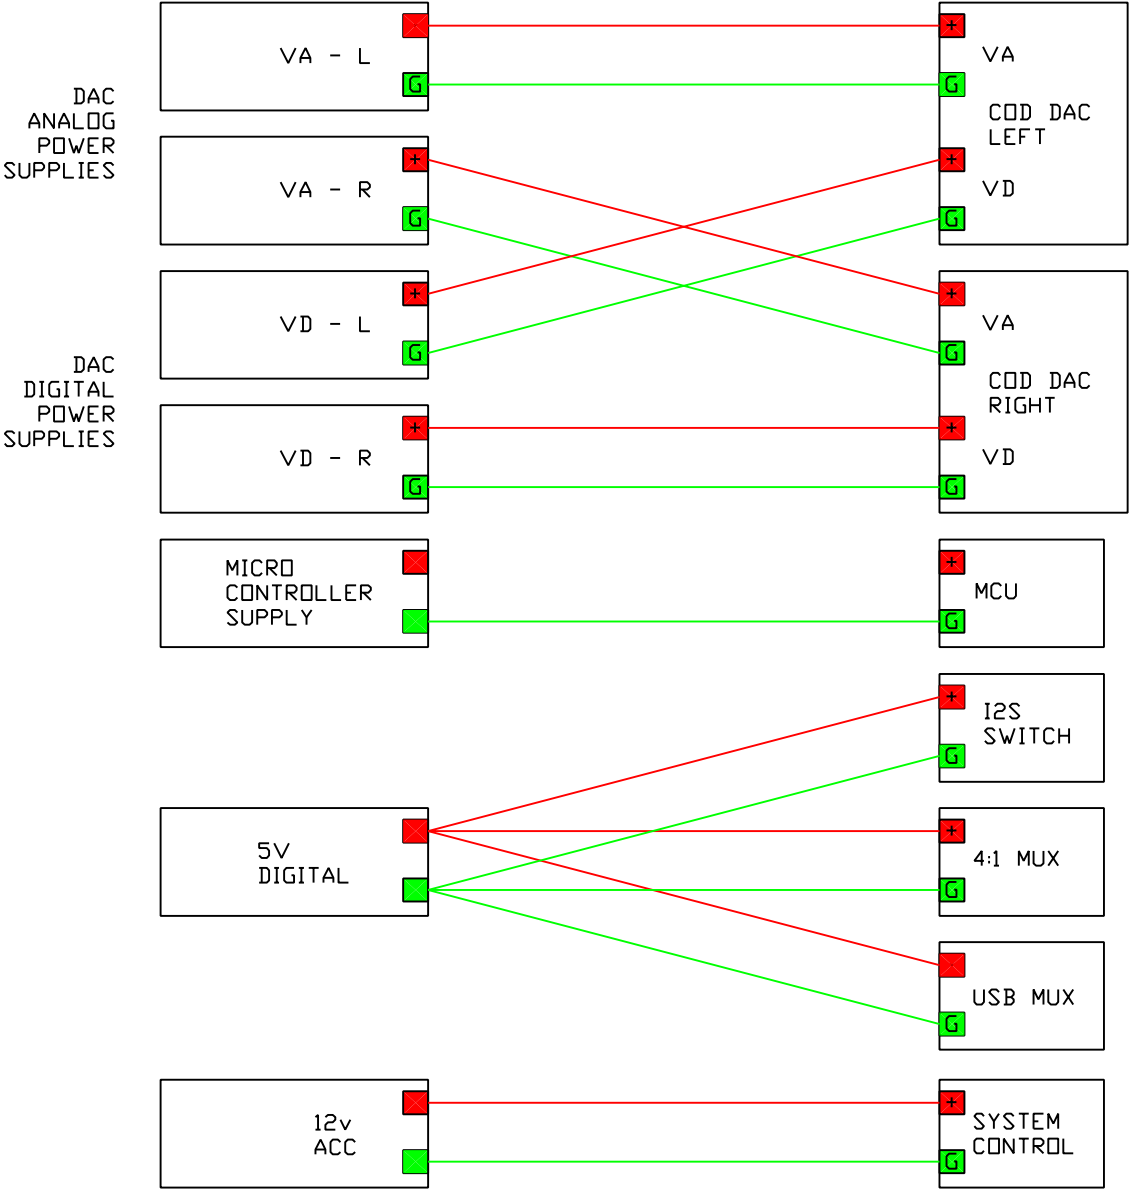 DAC
ANALOG
POWER
SUPPLIES
VA - L
G
VA - R
+
G
DAC
DIGITAL
POWER
SUPPLIES
VD - L
+
G
VD - R
+
G
MICRO
CONTROLLER
SUPPLY
5V
DIGITAL
12v
ACC
+
VA
G
COD DAC
LEFT
+
VD
G
+
VA
G
COD DAC
RIGHT
+
VD
G
+
MCU
G
+
I2S
SWITCH
G
+
4:1 MUX
G
USB MUX
G
+
SYSTEM
CONTROL
G